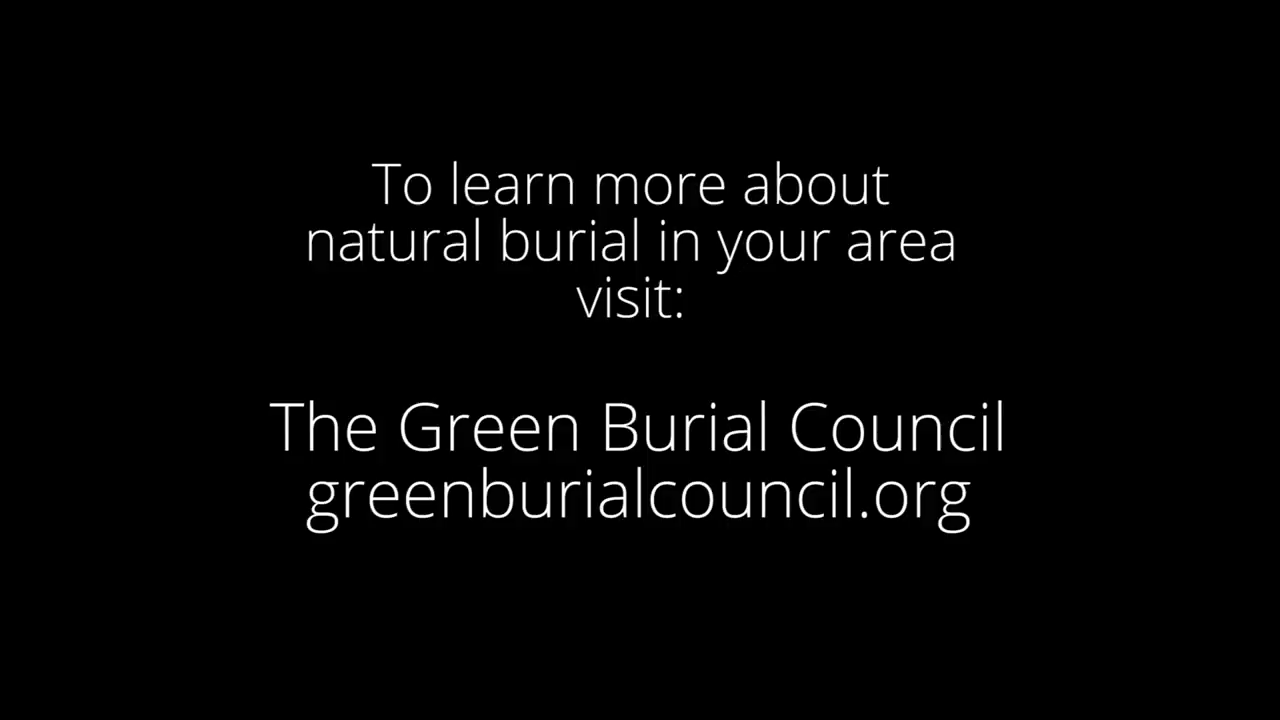 To learn more about
natural burial in your area
visit:
The Green Burial Council
greenburialcouncil.org